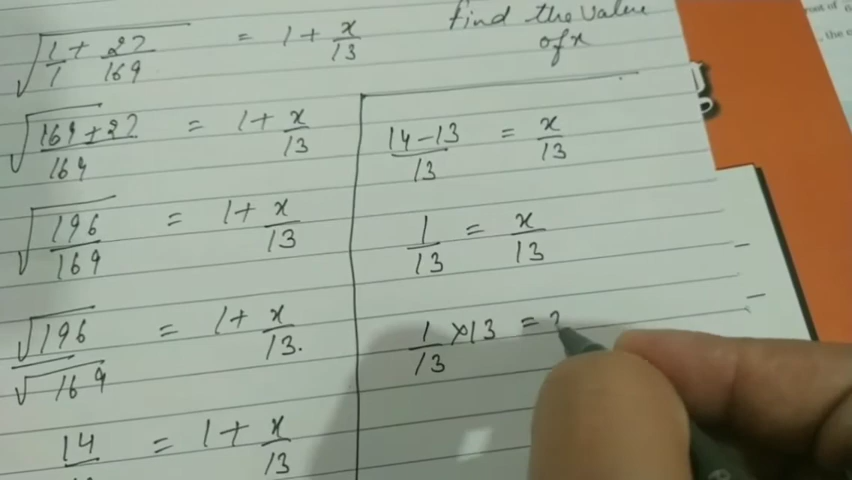 √(1/1 + 27/169) = 1 + x/13
find the value
of x
√((169+27)/169) = 1 + x/13
√(196/169) = 1 + x/13
√196/√169 = 1 + x/13.
14 = 1 + x/13
(14-13)/13 = x/13
1/13 = x/13
1/13 × 13 =